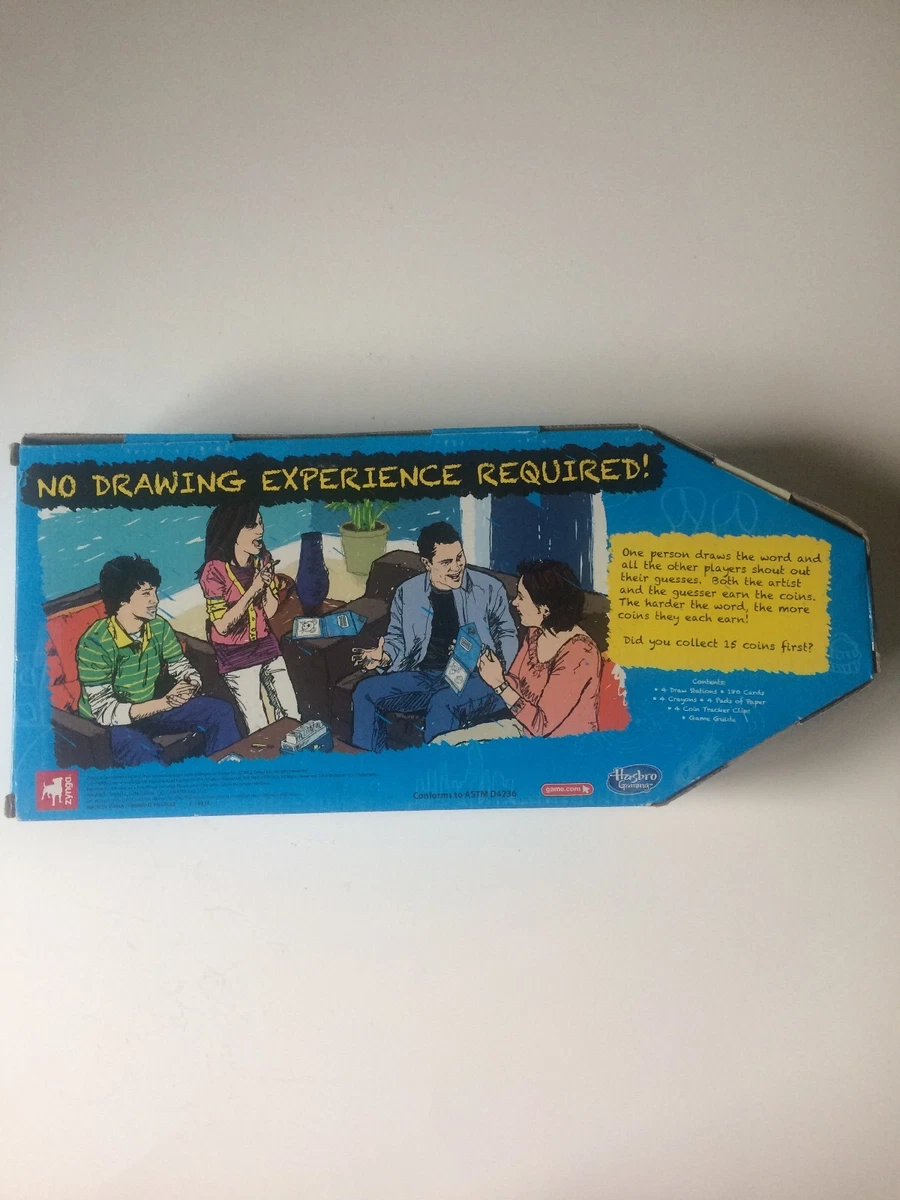 NO DRAWING EXPERIENCE REQUIRED!
One person draws the word and
all the other players shout out
their guesses. Both the artist
and the guesser earn the coins.
The harder the word, the more
coins they each earn!
Did you collect 15 coins first?
Contents:
• 4 Draw Stations • 180 Cards
• 4 Crayons • 4 Pads of Paper
• 4 Coin Tracker Clips
• Game Guide
zynga
Conforms to ASTM D4236
game.com
Hasbro
Gaming